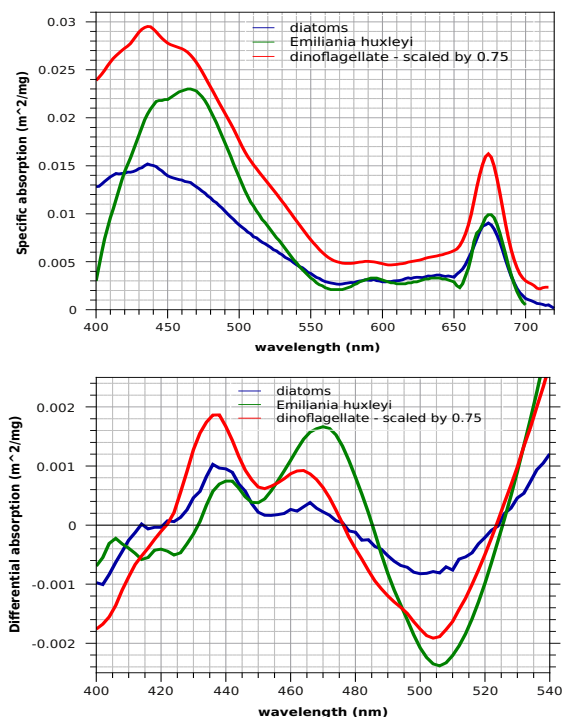 0.03
0.025
0.02
0.015
0.01
0.005
0
Specific absorption (m^2/mg)
diatoms
Emiliania huxleyi
dinoflagellate - scaled by 0.75
400 450 500 550 600 650 700
wavelength (nm)
0.002
0.001
0
-0.001
-0.002
Differential absorption (m^2/mg)
diatoms
Emiliania huxleyi
dinoflagellate - scaled by 0.75
400 420 440 460 480 500 520 540
wavelength (nm)